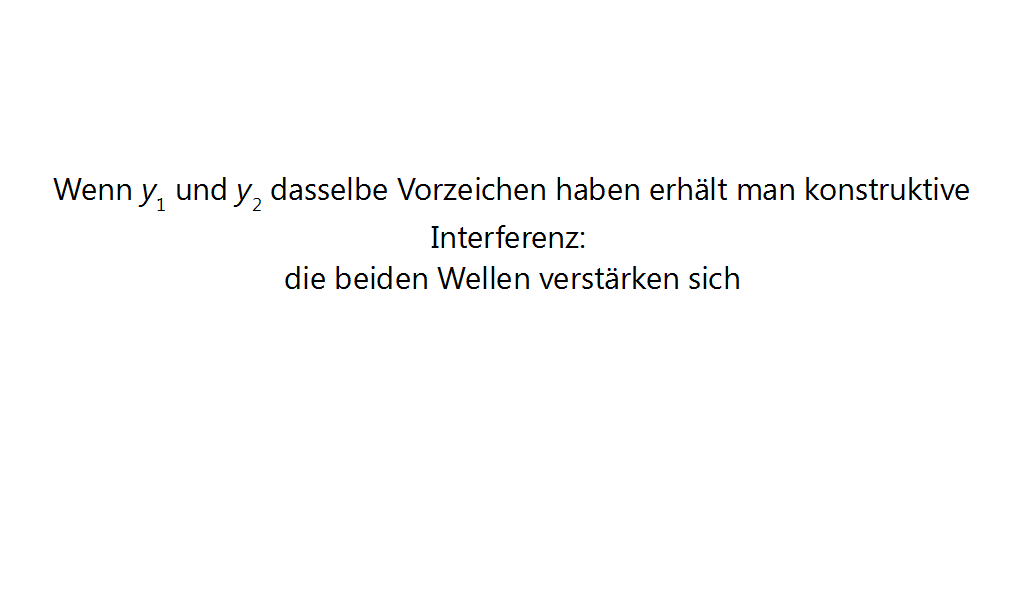 Wenn y₁ und y₂ dasselbe Vorzeichen haben erhält man konstruktive
Interferenz:
die beiden Wellen verstärken sich